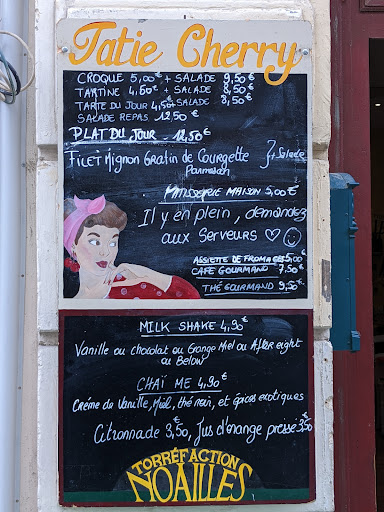 Tatie Cherry
CROQUE 5,00€ + SALADE 9,50€
TARTINE 4,60€ + SALADE 8,50€
TARTE DU JOUR 4,50€ + SALADE 8,50€
SALADE REPAS 12,50€
PLAT DU JOUR 12,50€
FILET MIGNON GRATIN DE COURGETTE } + Salade
PARMESAN
PATISSERIE MAISON 5,00€
Il y en plein, demandez
aux Serveurs
ASSIETTE DE FROMAGES 5,00€
CAFÉ GOURMAND 7,50€
THÉ GOURMAND 9,50€
MILK SHAKE 4,90€
Vanille ou chocolat ou Orange Miel ou After eight
ou Below
CHAÏ ME 4,90€
Crème de Vanille, Miel, thé noir, et épices exotiques
Citronnade 3,50€, Jus d'orange pressé 3,50€
TORRÉFACTION
NOAILLES